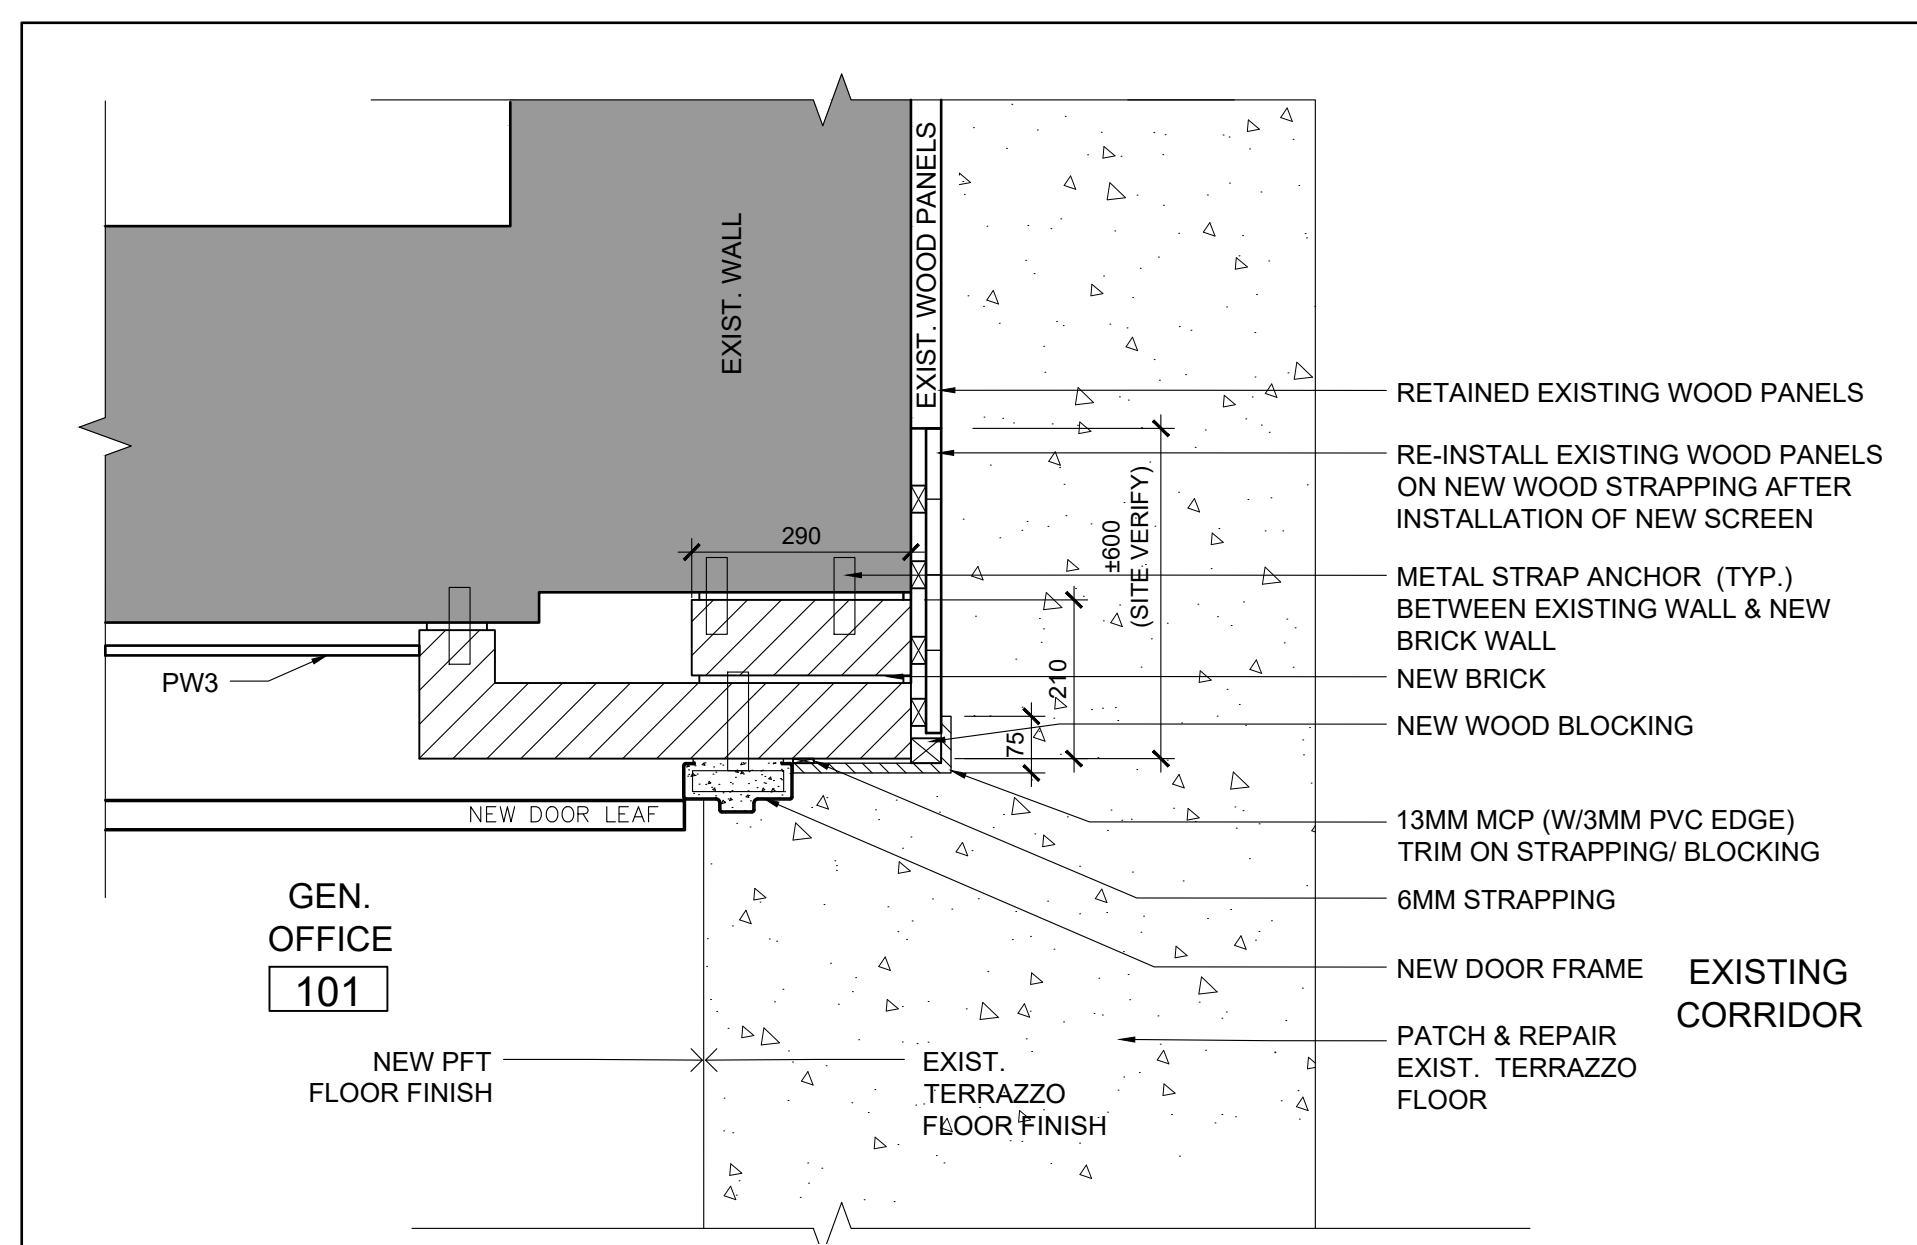 EXIST. WALL
EXIST. WOOD PANELS
RETAINED EXISTING WOOD PANELS
RE-INSTALL EXISTING WOOD PANELS
ON NEW WOOD STRAPPING AFTER
INSTALLATION OF NEW SCREEN
290
±600
(SITE VERIFY)
METAL STRAP ANCHOR (TYP.)
BETWEEN EXISTING WALL & NEW
BRICK WALL
210
PW3
NEW BRICK
NEW WOOD BLOCKING
75
NEW DOOR LEAF
13MM MCP (W/3MM PVC EDGE)
TRIM ON STRAPPING/ BLOCKING
6MM STRAPPING
GEN.
OFFICE
101
NEW DOOR FRAME
EXISTING
CORRIDOR
NEW PFT
FLOOR FINISH
EXIST.
TERRAZZO
FLOOR FINISH
PATCH & REPAIR
EXIST. TERRAZZO
FLOOR